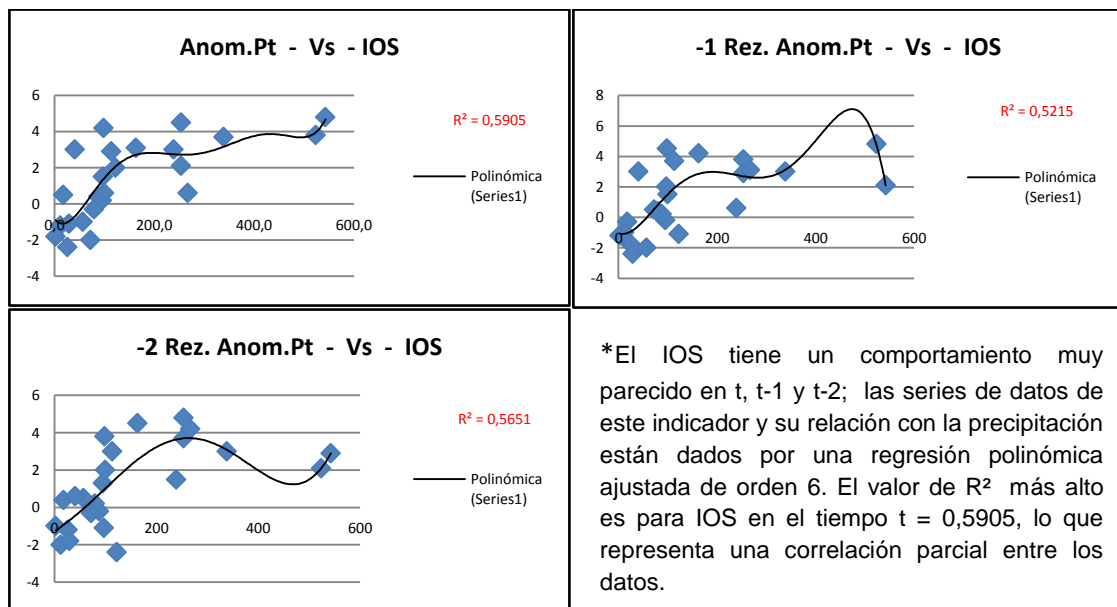 Anom.Pt - Vs - IOS
R² = 0,5905
6
4
2
0
-2
-4
0,0
200,0
400,0
600,0
Polinómica
(Series1)
-1 Rez. Anom.Pt - Vs - IOS
R² = 0,5215
8
6
4
2
0
-2
-4
0
200
400
600
Polinómica
(Series1)
-2 Rez. Anom.Pt - Vs - IOS
R² = 0,5651
6
4
2
0
-2
-4
0
200
400
600
Polinómica
(Series1)
*El IOS tiene un comportamiento muy
parecido en t, t-1 y t-2; las series de datos de
este indicador y su relación con la precipitación
están dados por una regresión polinómica
ajustada de orden 6. El valor de R² más alto
es para IOS en el tiempo t = 0,5905, lo que
representa una correlación parcial entre los
datos.